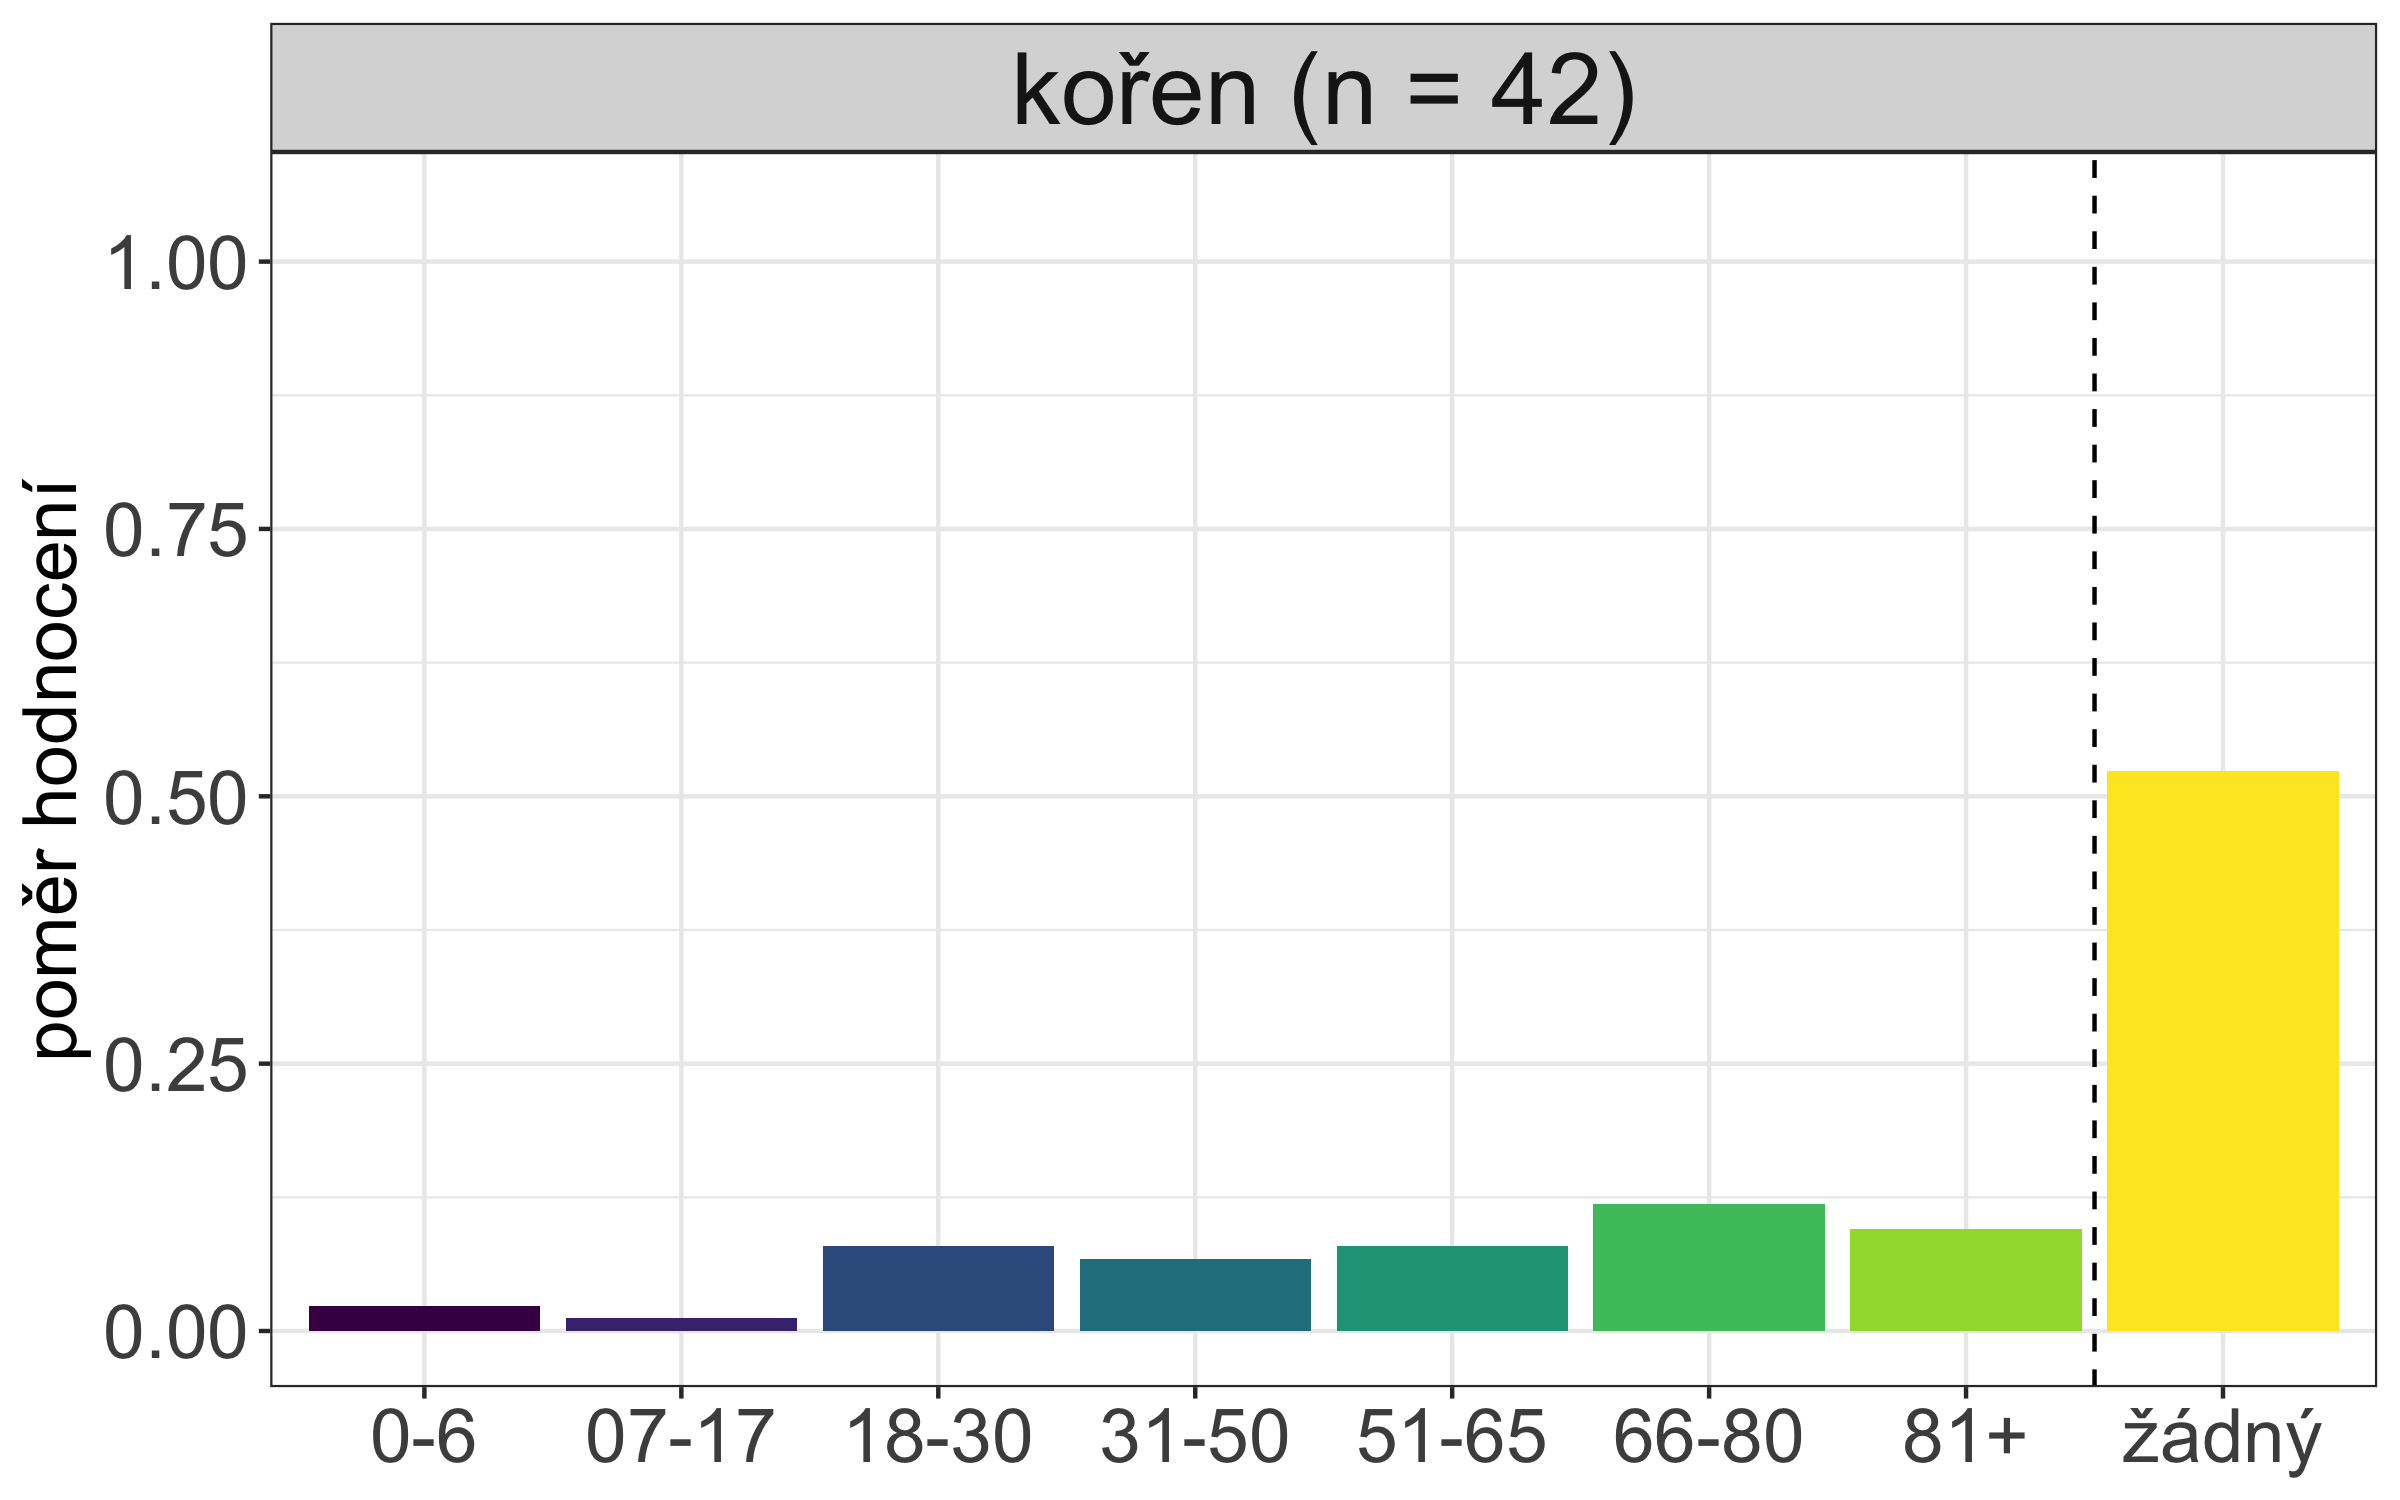 kořen (n = 42)
poměr hodnocení
1.00
0.75
0.50
0.25
0.00
0-6 07-17 18-30 31-50 51-65 66-80 81+ žádný